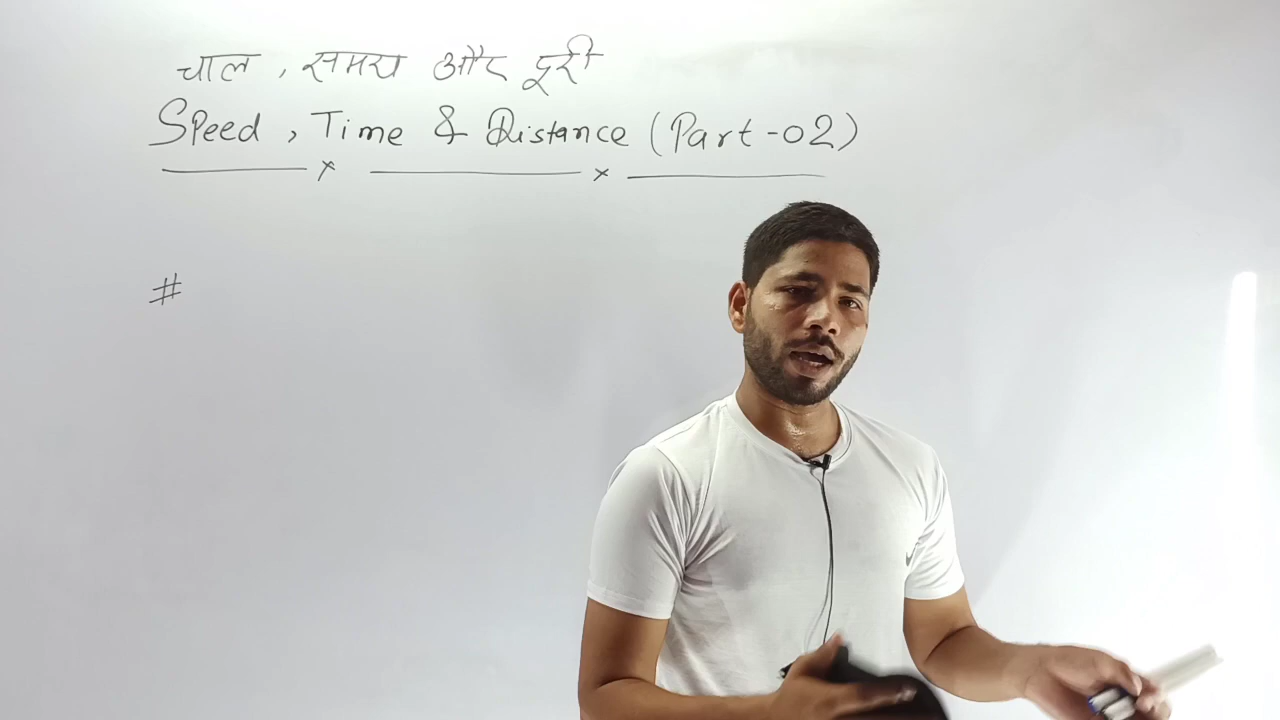 चाल , समय और दूरी
Speed , Time & Distance (Part-02)
#